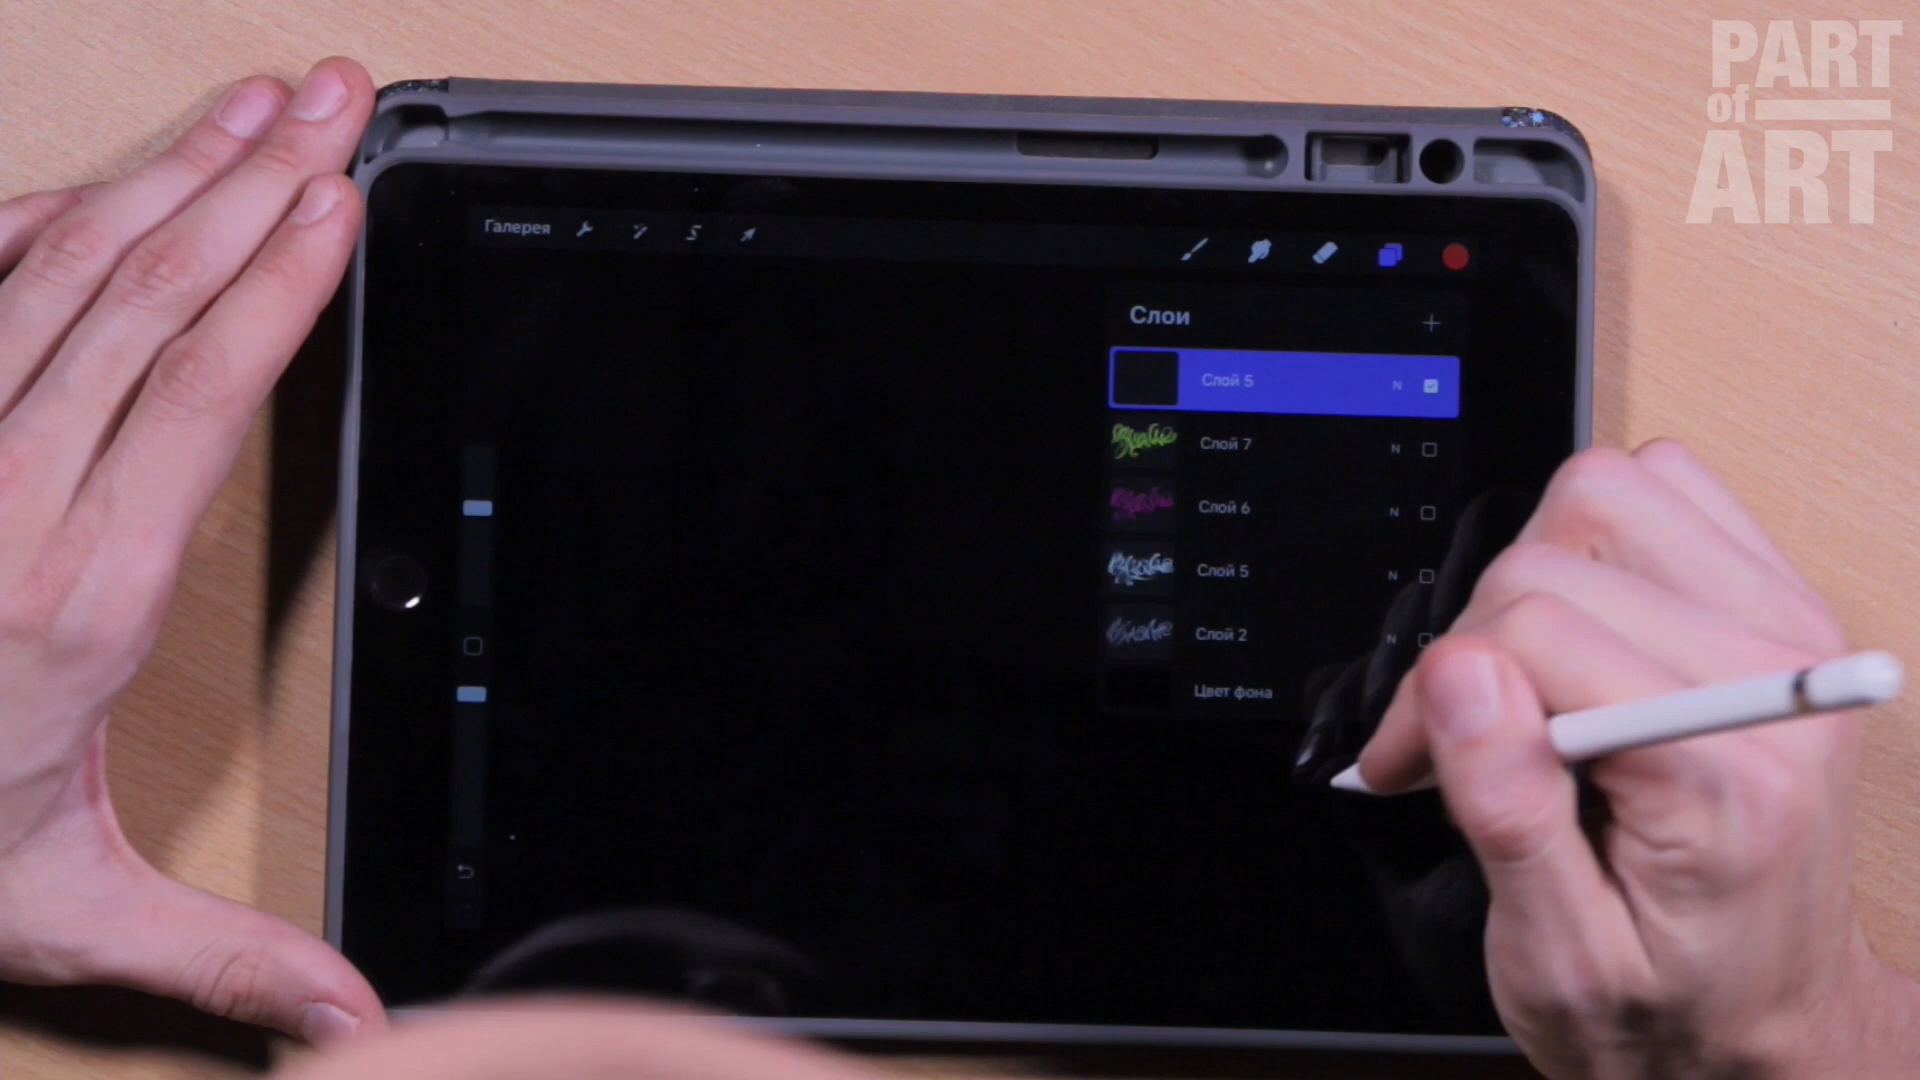 PART
of
ART
Галерея
Слои
Слой 5 N
Слой 7 N
Слой 6 N
Слой 5 N
Слой 2 N
Цвет фона